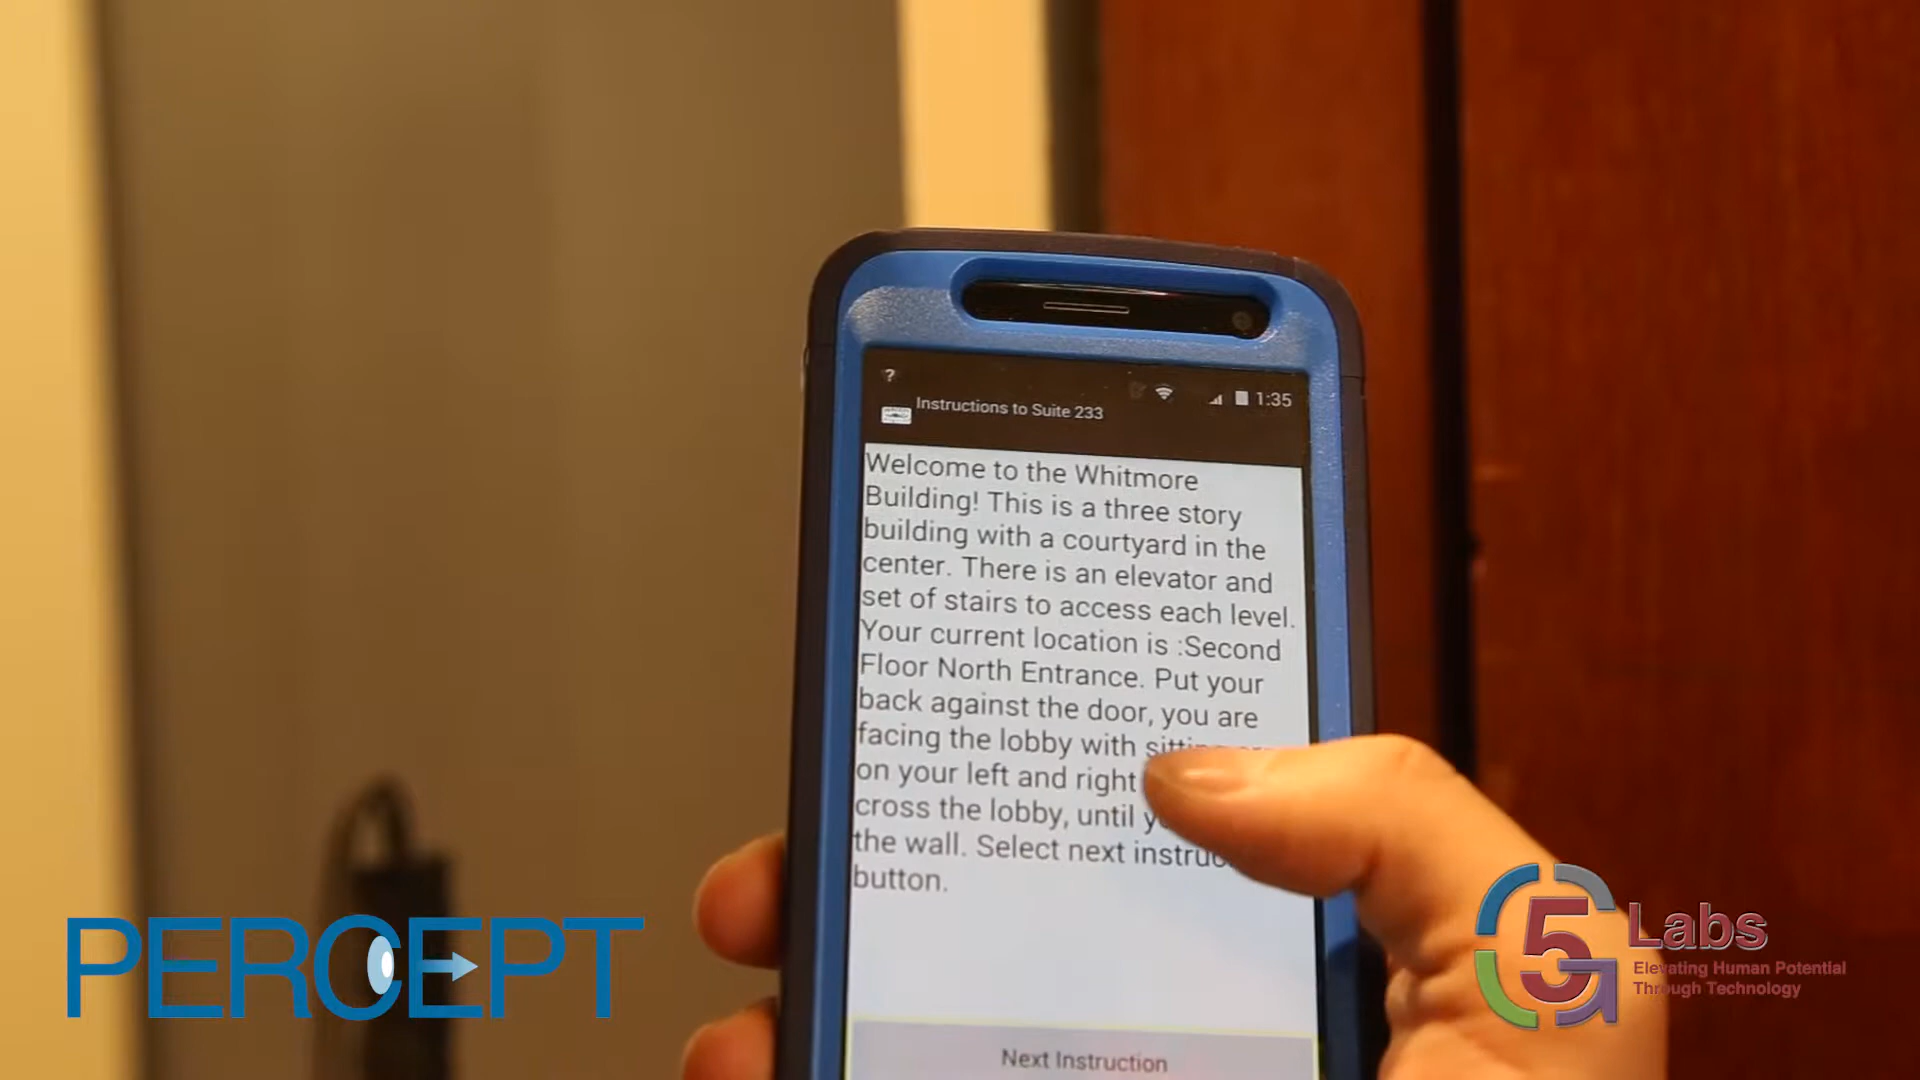 ?
1:35
Instructions to Suite 233
Welcome to the Whitmore
Building! This is a three story
building with a courtyard in the
center. There is an elevator and
set of stairs to access each level.
Your current location is :Second
Floor North Entrance. Put your
back against the door, you are
facing the lobby with
on your left and right
cross the lobby, until
the wall. Select next
button.
Next Instruction
PERCEPT
5G Labs
Elevating Human Potential
Through Technology